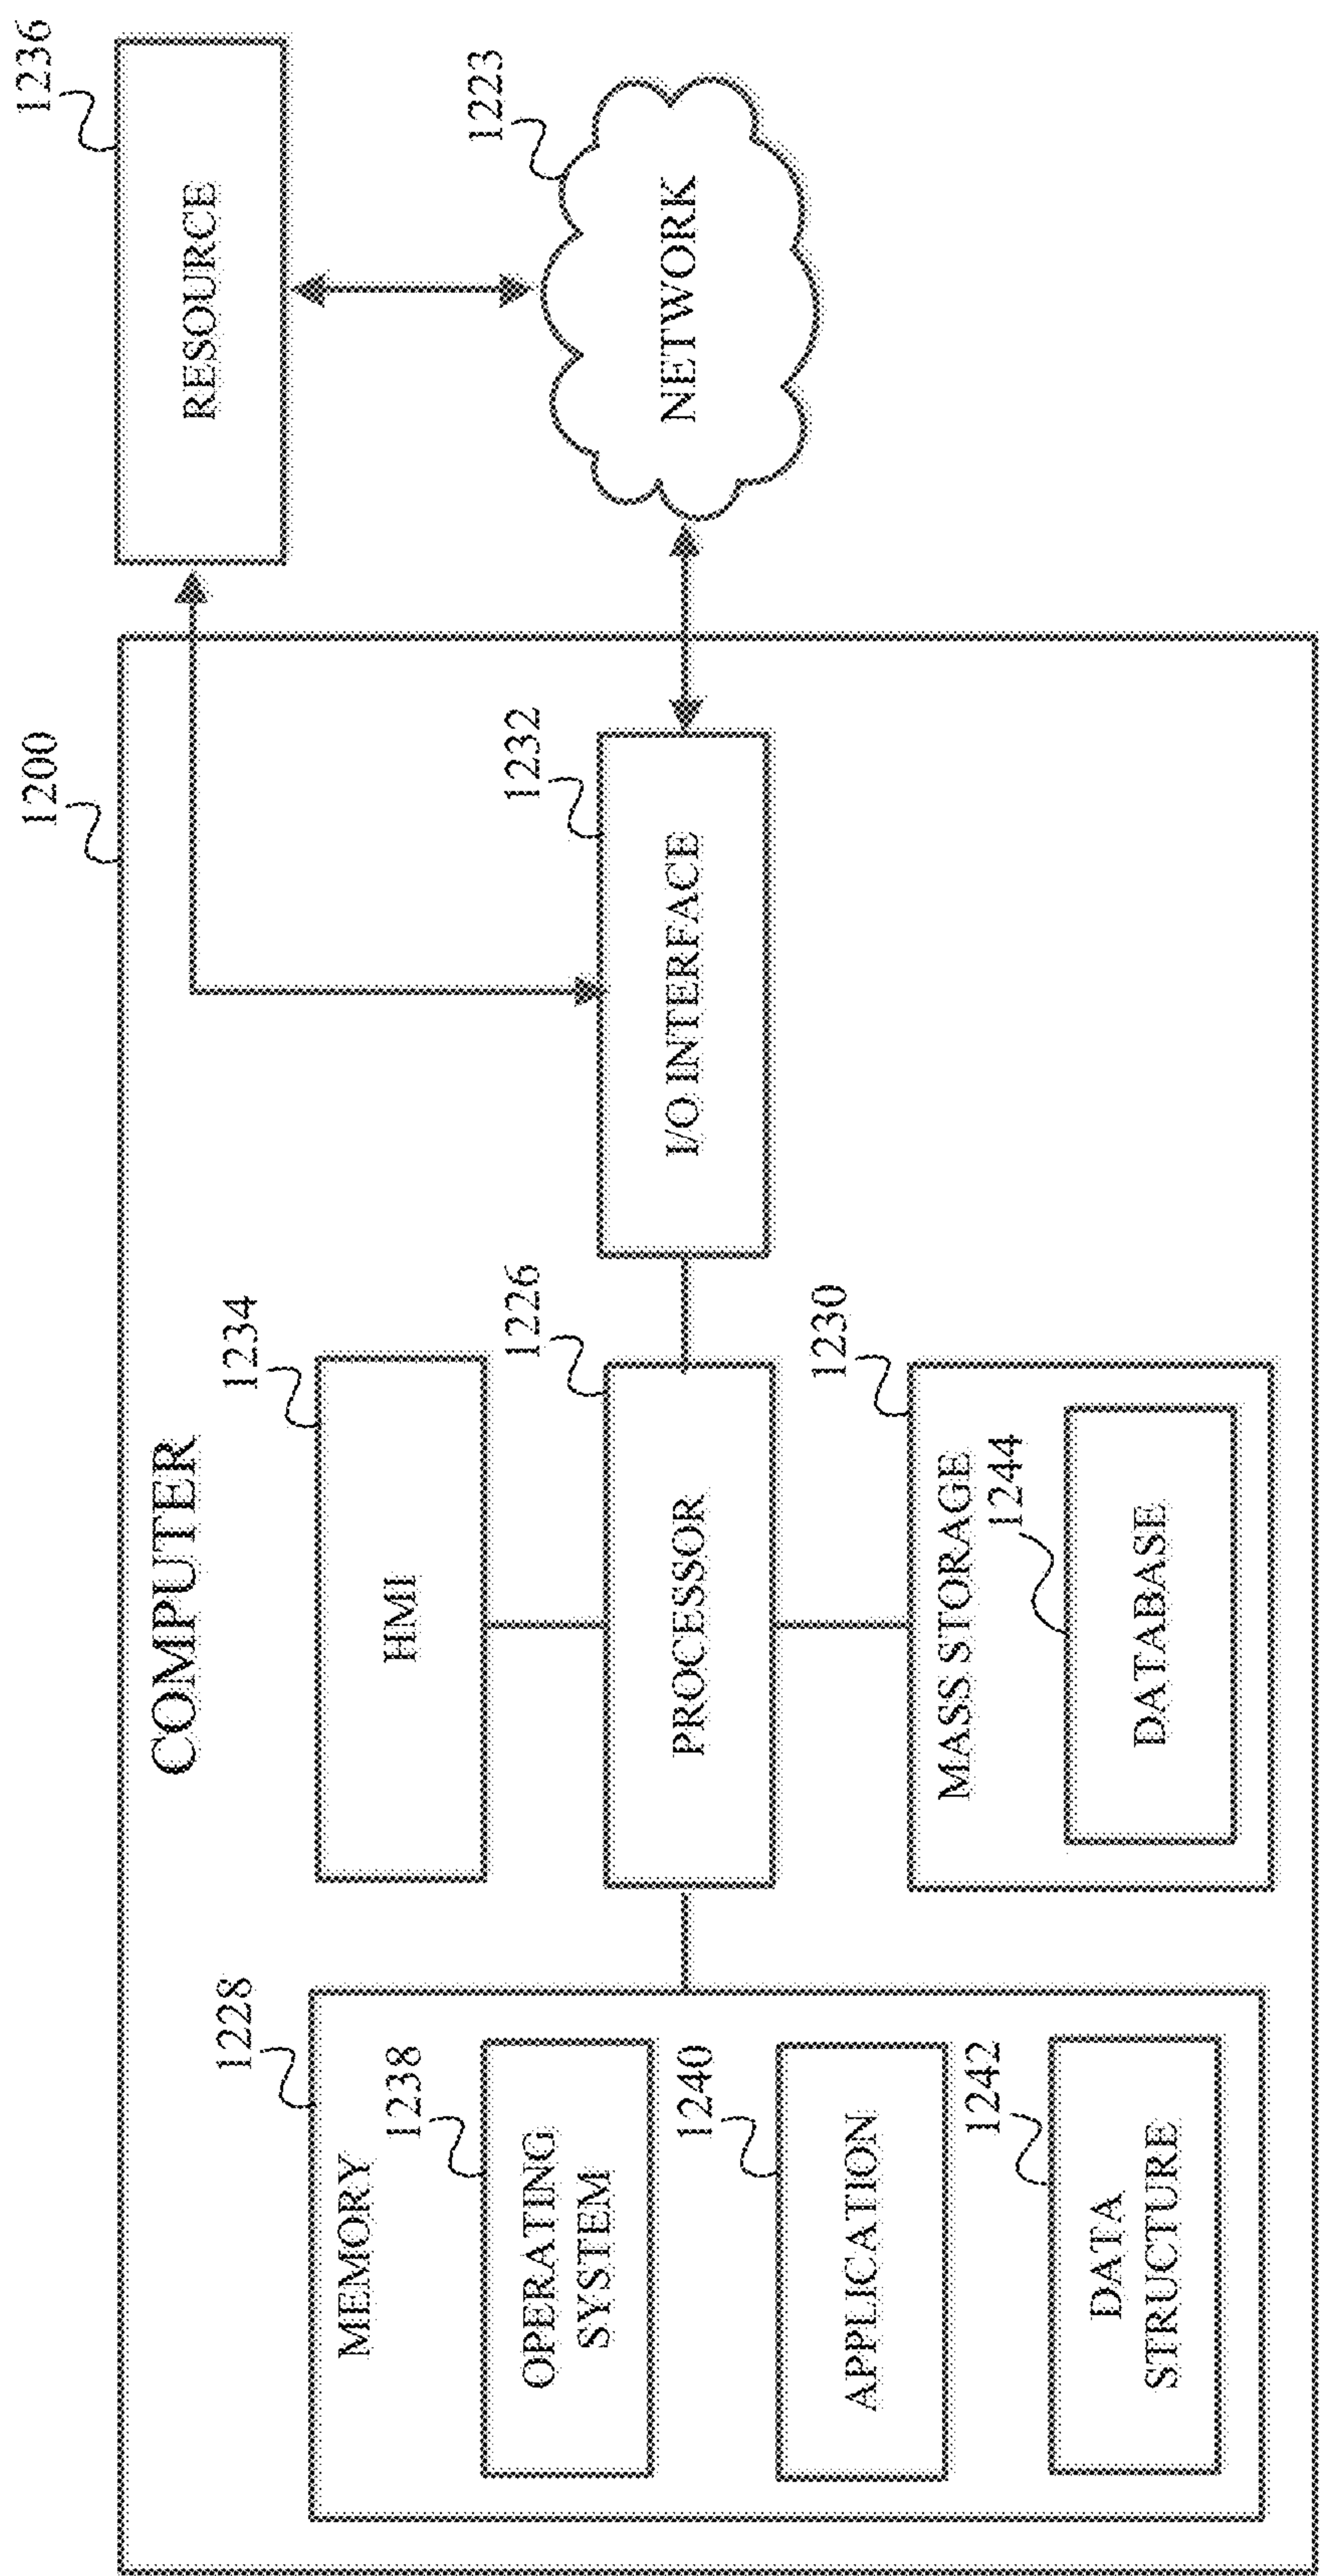 1200
COMPUTER
1228
MEMORY
1238
OPERATING
SYSTEM
1240
APPLICATION
1242
DATA
STRUCTURE
1234
HMI
1226
PROCESSOR
1230
MASS STORAGE
1244
DATABASE
1232
I/O INTERFACE
1236
RESOURCE
1223
NETWORK